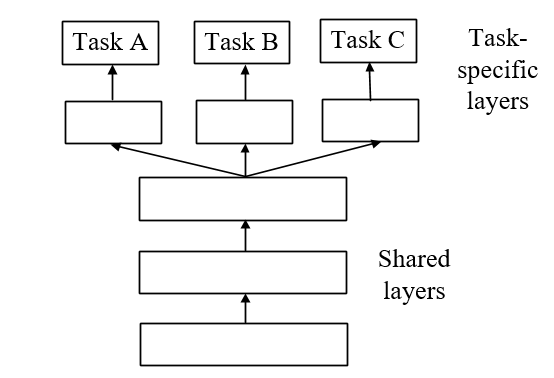 Task A
Task B
Task C
Task-
specific
layers
Shared
layers